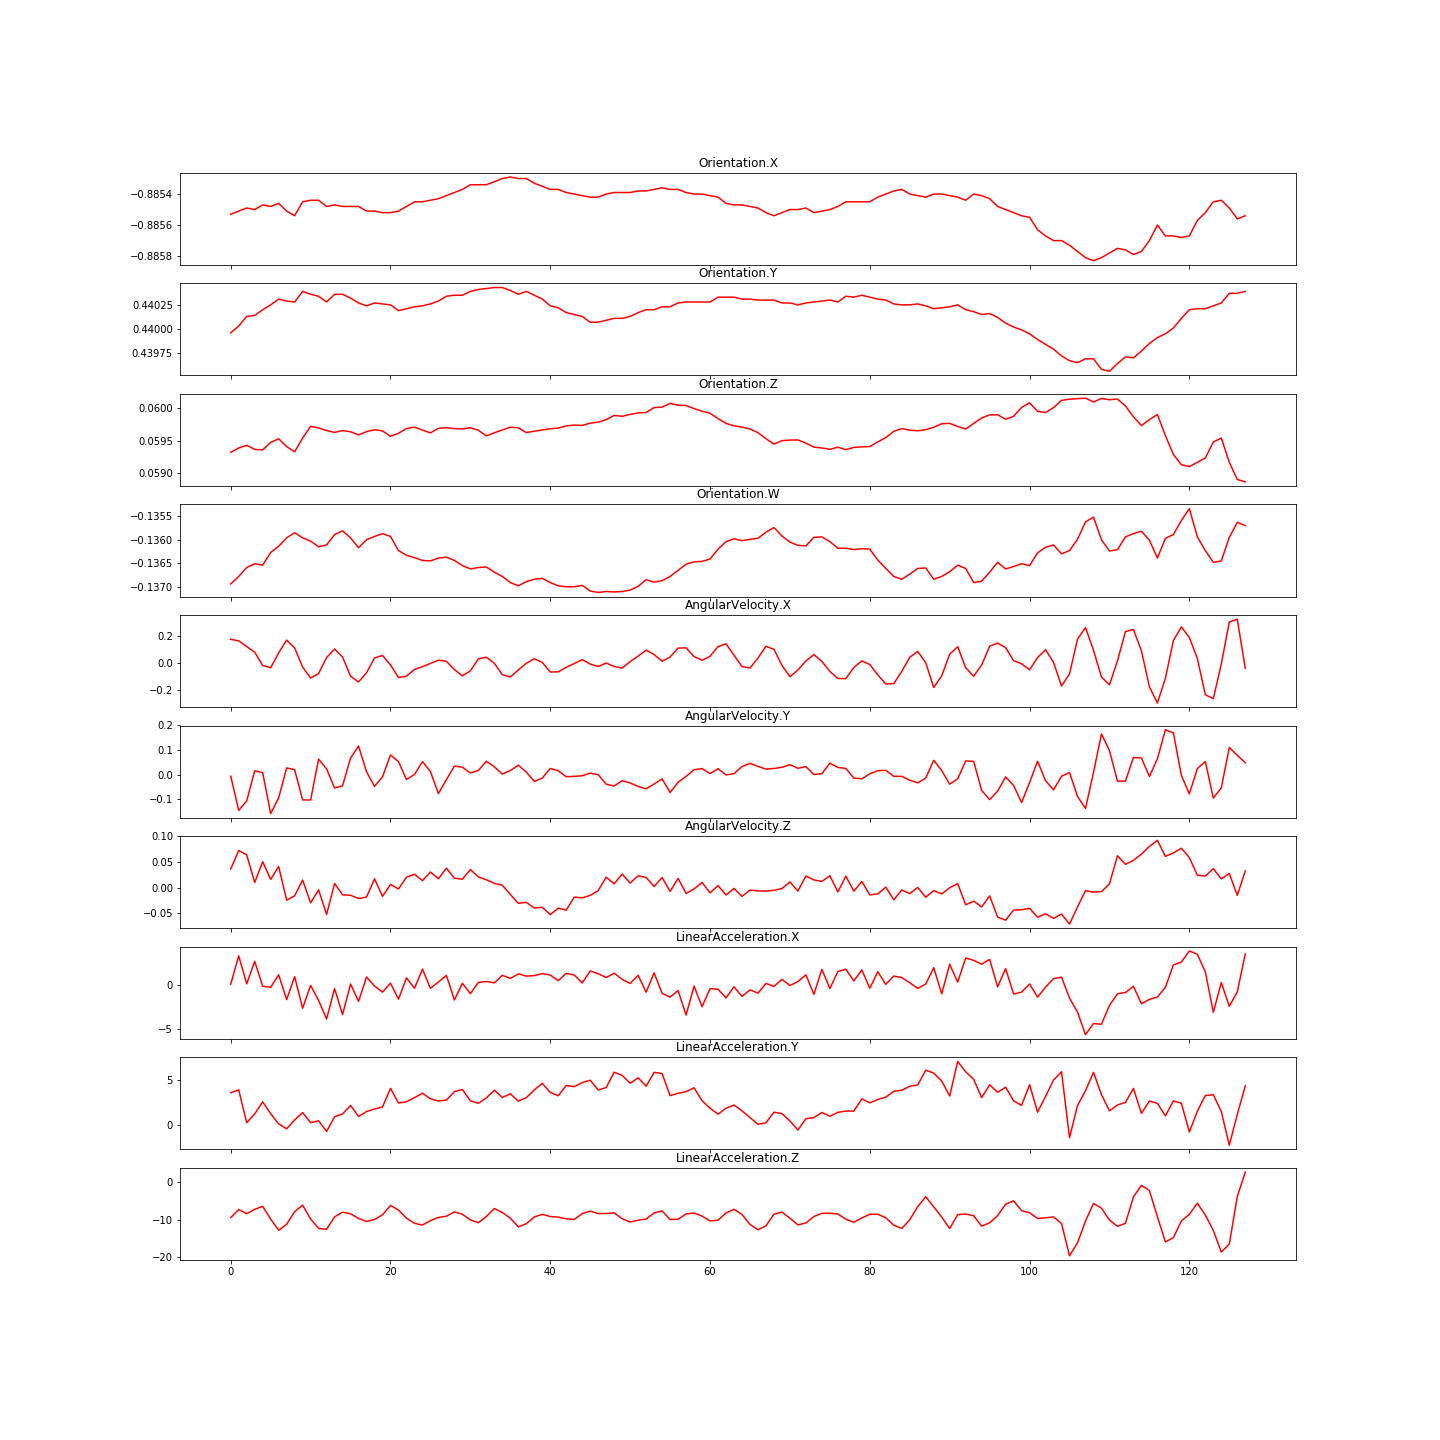 Orientation.X
−0.8854
−0.8856
−0.8858
Orientation.Y
0.44025
0.44000
0.43975
Orientation.Z
0.0600
0.0595
0.0590
Orientation.W
−0.1355
−0.1360
−0.1365
−0.1370
AngularVelocity.X
0.2
0.0
−0.2
AngularVelocity.Y
0.2
0.1
0.0
−0.1
AngularVelocity.Z
0.10
0.05
0.00
−0.05
LinearAcceleration.X
0
−5
LinearAcceleration.Y
5
0
LinearAcceleration.Z
0
−10
−20
0 20 40 60 80 100 120